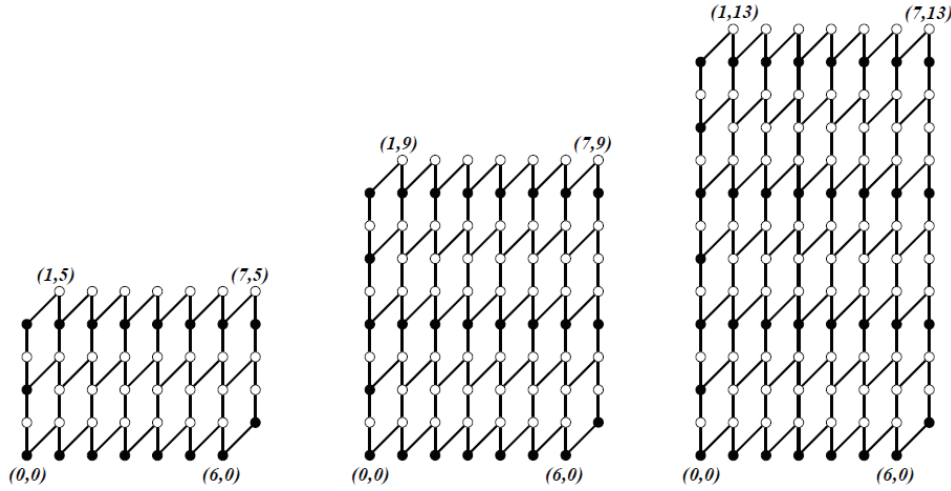 (1,13) (7,13)
(1,9) (7,9)
(1,5) (7,5)
(0,0) (6,0) (0,0) (6,0) (0,0) (6,0)